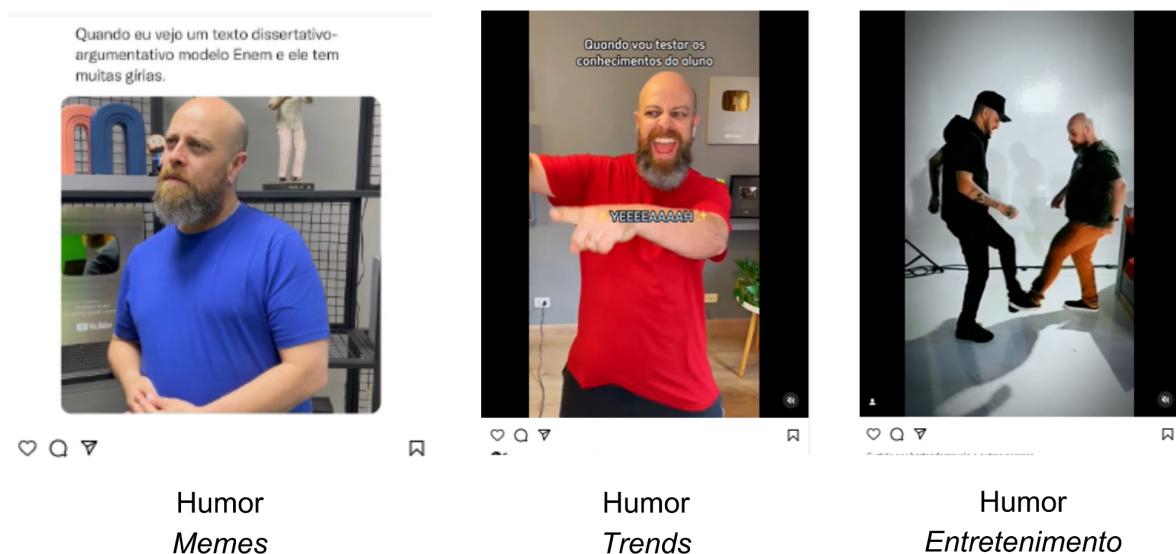 Quando eu vejo um texto dissertativo-
argumentativo modelo Enem e ele tem
muitas gírias.
YouTube
Quando vou testar os
conhecimentos do aluno
YEEEEAAAAH
Humor
Memes
Humor
Trends
Humor
Entretenimento